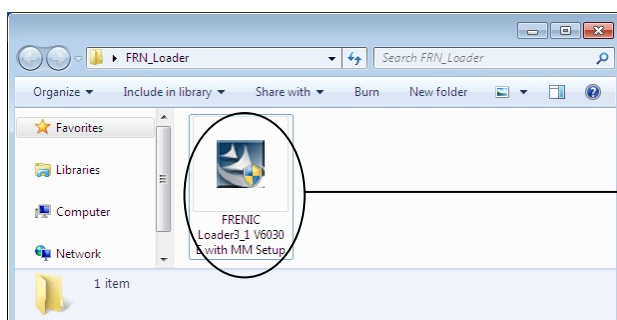 FRN_Loader
Search FRN_Loader
Organize
Include in library
Share with
Burn
New folder
Favorites
Libraries
Computer
Network
FRENIC
Loader3_1 V6030
E with MM Setup
1 item